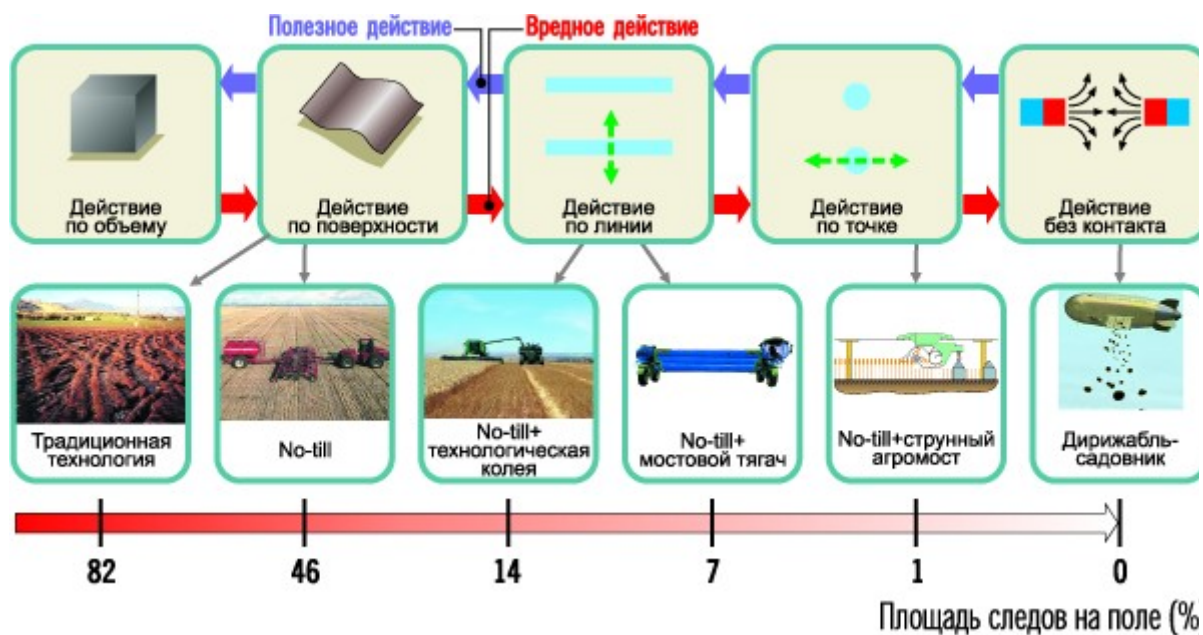 Полезное действие
Вредное действие
Действие
по объему
Действие
по поверхности
Действие
по линии
Действие
по точке
Действие
без контакта
Традиционная
технология
No-till
No-till+
технологическая
колея
No-till+
мостовой тягач
No-till+струнный
агромост
Дирижабль-
садовник
82
46
14
7
1
0
Площадь следов на поле (%